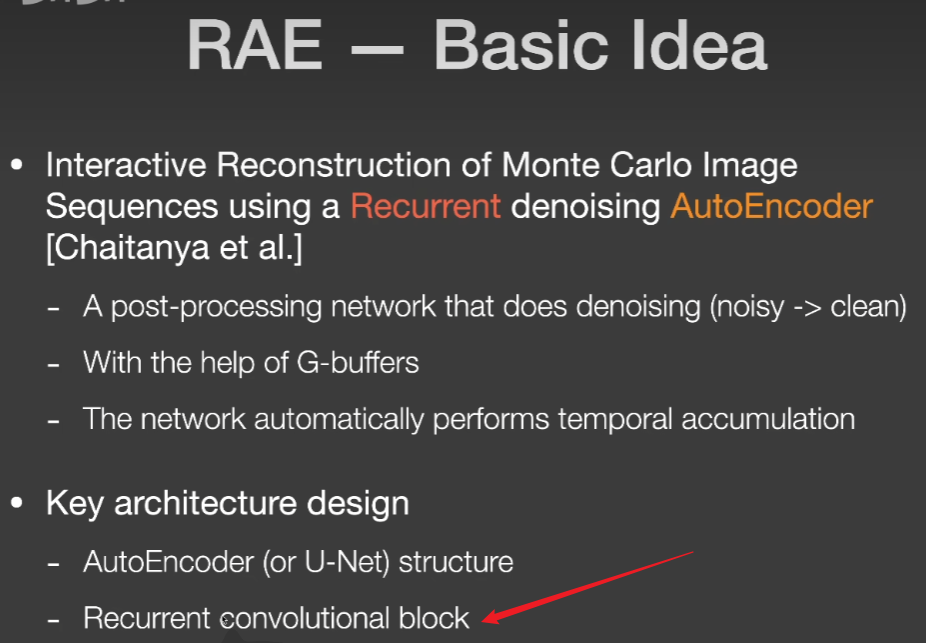 RAE — Basic Idea
• Interactive Reconstruction of Monte Carlo Image
Sequences using a Recurrent denoising AutoEncoder
[Chaitanya et al.]
- A post-processing network that does denoising (noisy -> clean)
- With the help of G-buffers
- The network automatically performs temporal accumulation
• Key architecture design
- AutoEncoder (or U-Net) structure
- Recurrent convolutional block